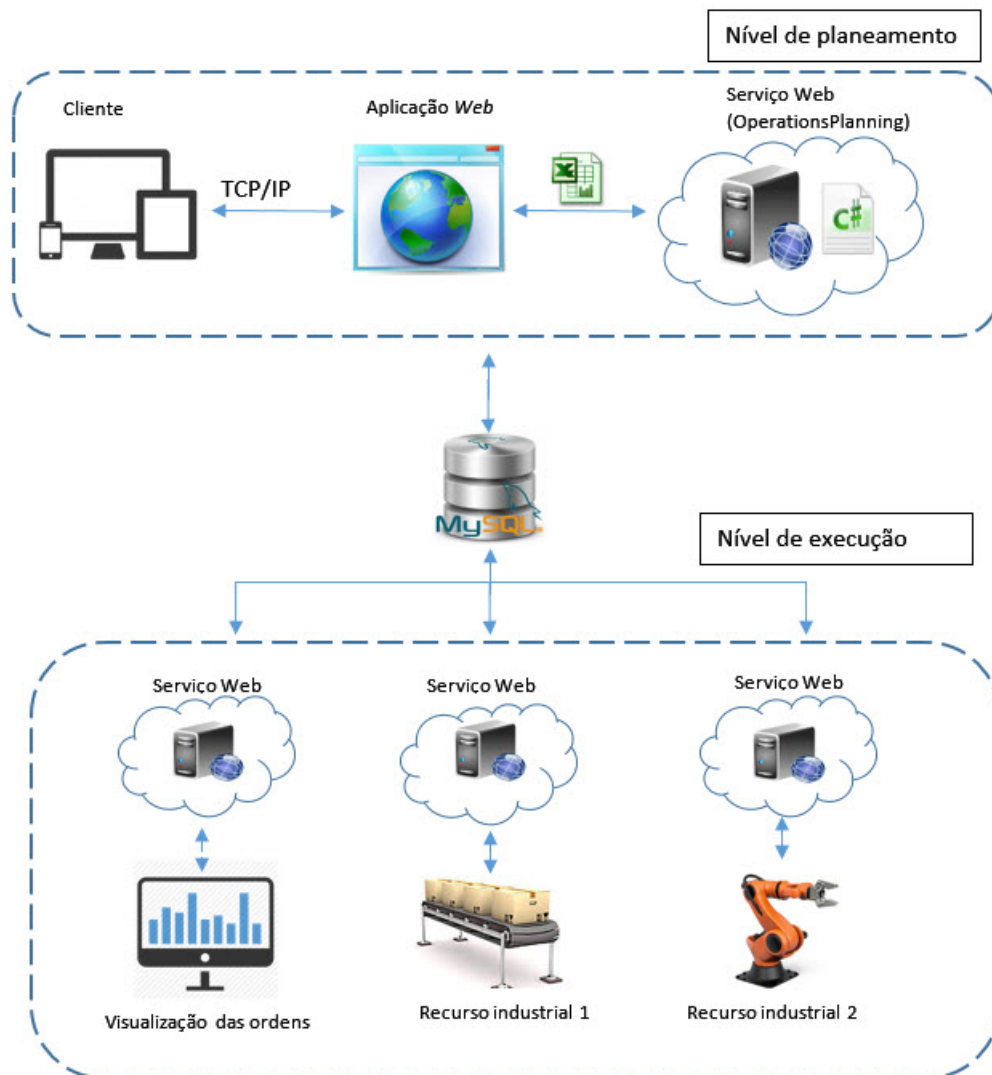 Nível de planeamento
Cliente
Aplicação Web
Serviço Web
(OperationsPlanning)
TCP/IP
C#
MySQL
Nível de execução
Serviço Web
Serviço Web
Serviço Web
Visualização das ordens
Recurso industrial 1
Recurso industrial 2